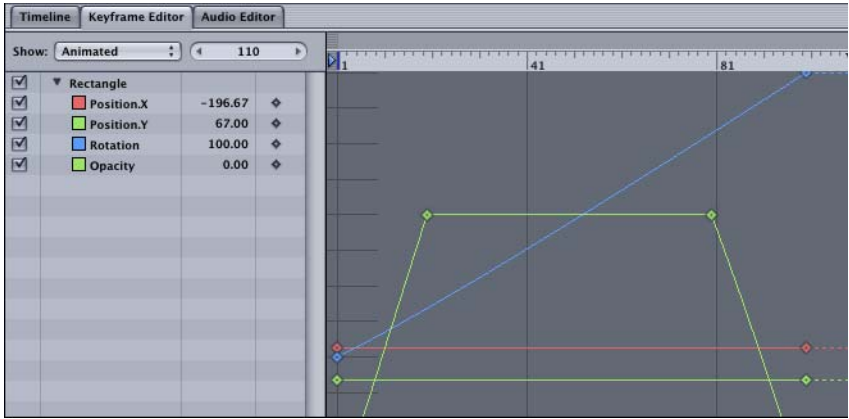 Timeline Keyframe Editor Audio Editor
Show: Animated 110
1 41 81
Rectangle
Position.X -196.67
Position.Y 67.00
Rotation 100.00
Opacity 0.00